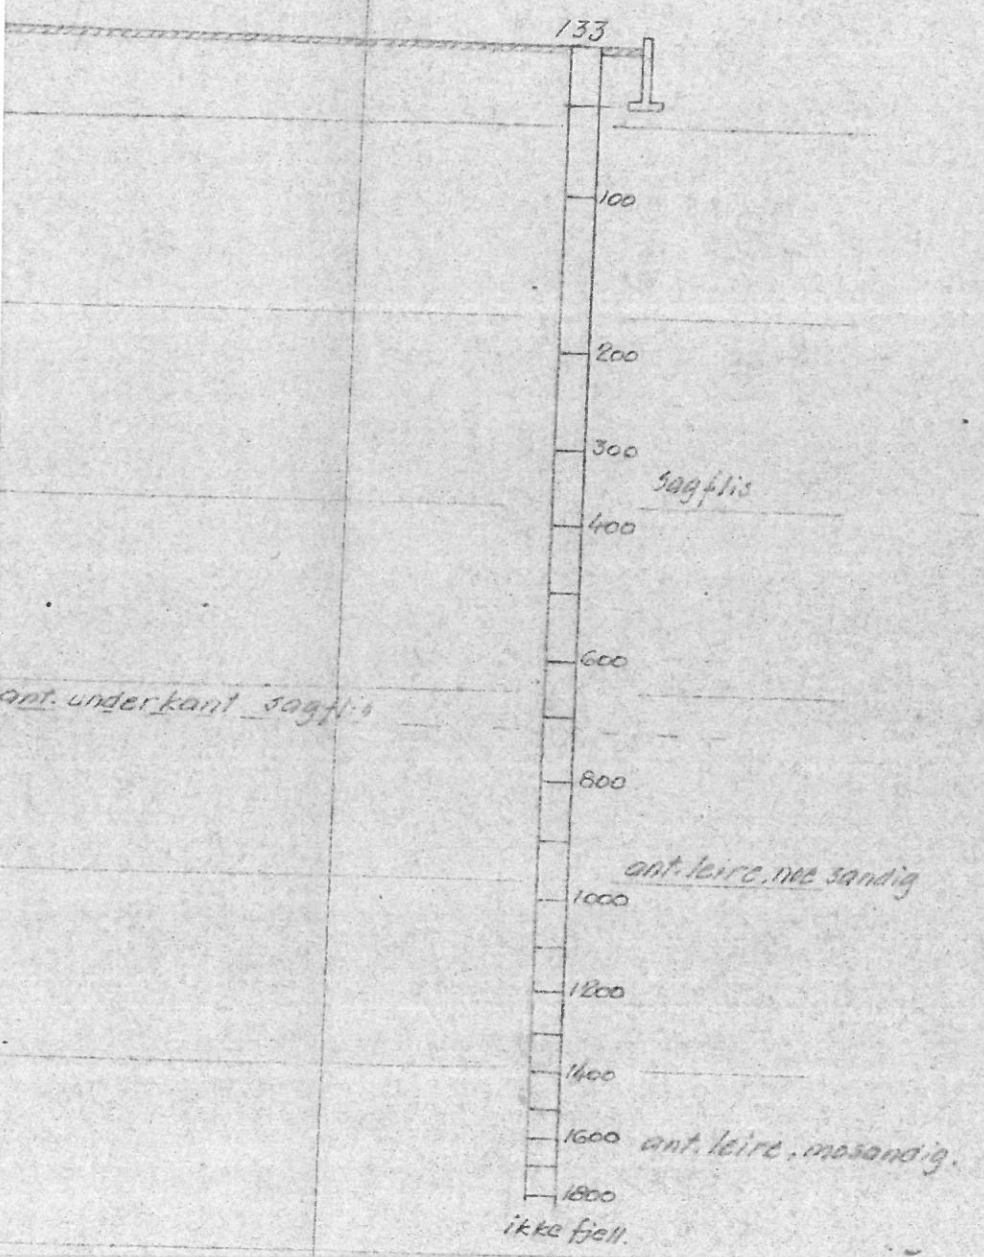 133
100
200
300
sagflis
400
600
ant. underkant sagflis
800
ant. leire, noe sandig
1000
1200
1400
1600
ant. leire, mosandig.
1800
ikke fjell.